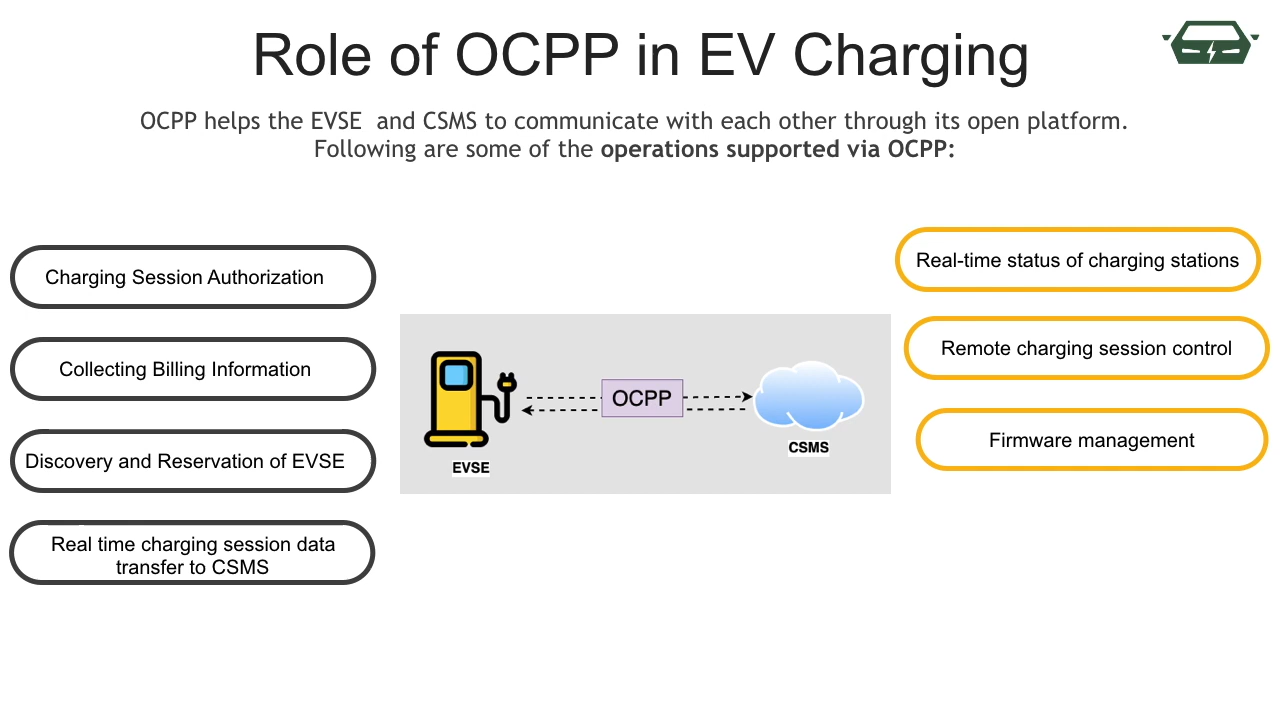 Role of OCPP in EV Charging
OCPP helps the EVSE  and CSMS to communicate with each other through its open platform.
Following are some of the operations supported via OCPP:
Charging Session Authorization
Collecting Billing Information
Discovery and Reservation of EVSE
Real time charging session data
transfer to CSMS
OCPP
EVSE
CSMS
Real-time status of charging stations
Remote charging session control
Firmware management